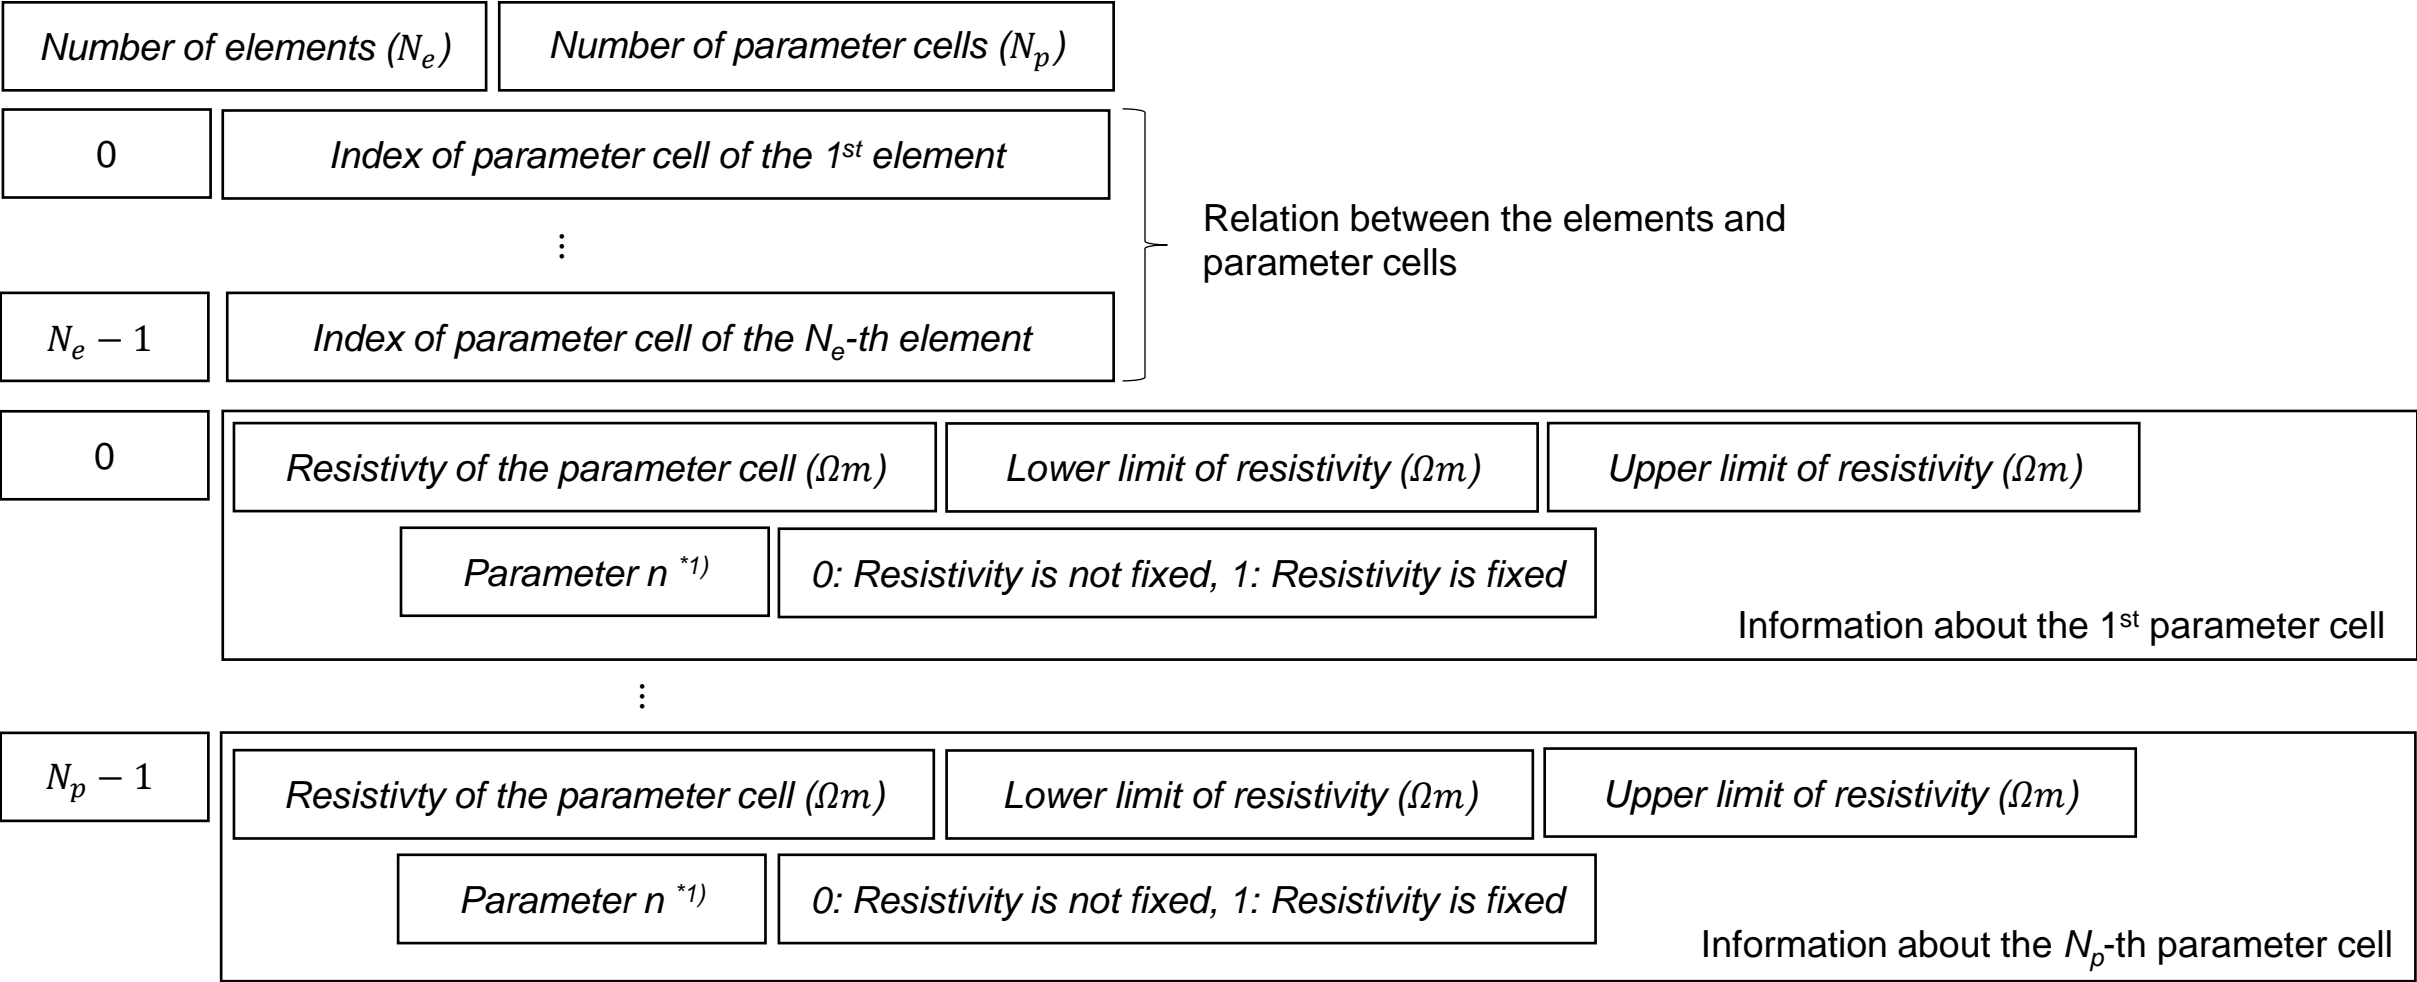 Number of elements (Nₑ) Number of parameter cells (Nₚ)
0 Index of parameter cell of the 1st element
⋮
Relation between the elements and
parameter cells
Nₑ − 1 Index of parameter cell of the Nₑ-th element
0 Resistivty of the parameter cell (Ωm) Lower limit of resistivity (Ωm) Upper limit of resistivity (Ωm)
Parameter n *1) 0: Resistivity is not fixed, 1: Resistivity is fixed
Information about the 1st parameter cell
⋮
Nₚ − 1 Resistivty of the parameter cell (Ωm) Lower limit of resistivity (Ωm) Upper limit of resistivity (Ωm)
Parameter n *1) 0: Resistivity is not fixed, 1: Resistivity is fixed
Information about the Nₚ-th parameter cell